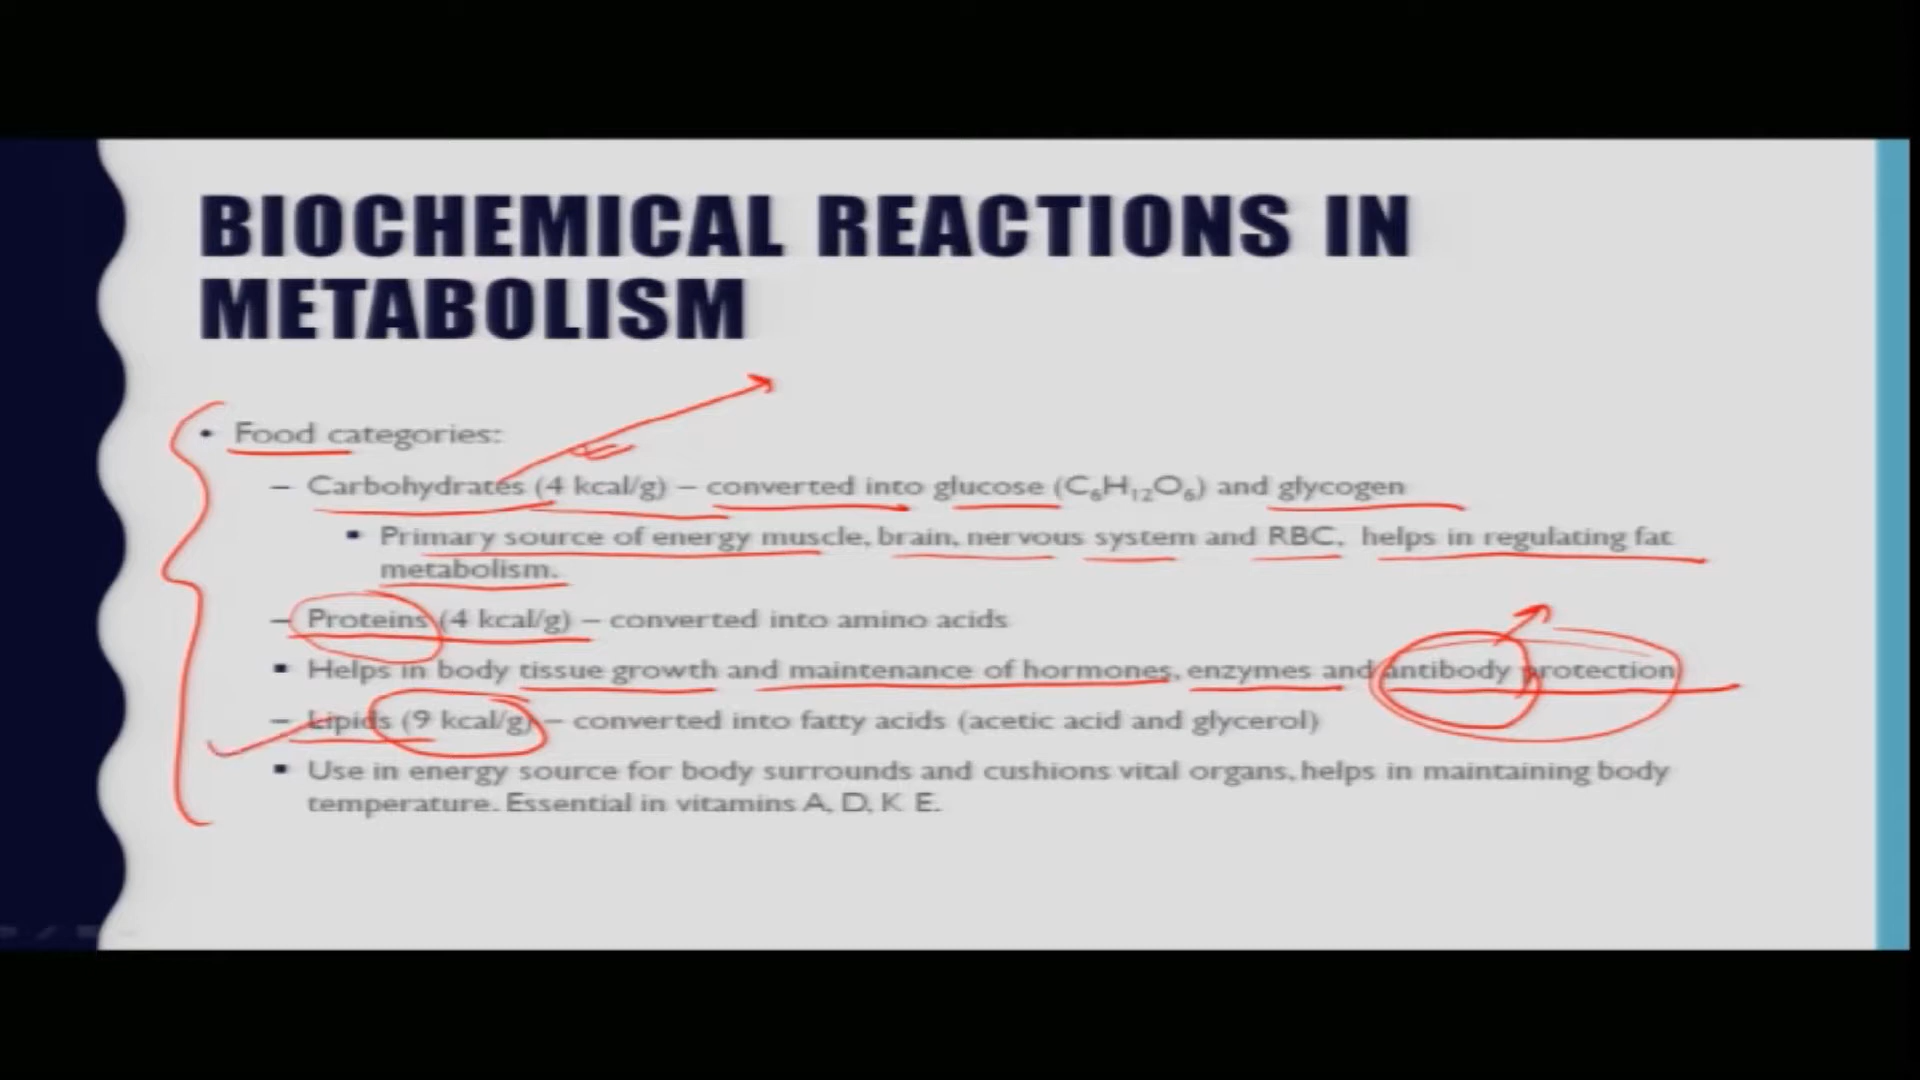 BIOCHEMICAL REACTIONS IN
METABOLISM
• Food categories:
– Carbohydrates (4 kcal/g) – converted into glucose (C₆H₁₂O₆) and glycogen
▪ Primary source of energy muscle, brain, nervous system and RBC, helps in regulating fat
metabolism.
– Proteins (4 kcal/g) – converted into amino acids
▪ Helps in body tissue growth and maintenance of hormones, enzymes and antibody protection
– Lipids (9 kcal/g) – converted into fatty acids (acetic acid and glycerol)
▪ Use in energy source for body surrounds and cushions vital organs, helps in maintaining body
temperature. Essential in vitamins A, D, K E.